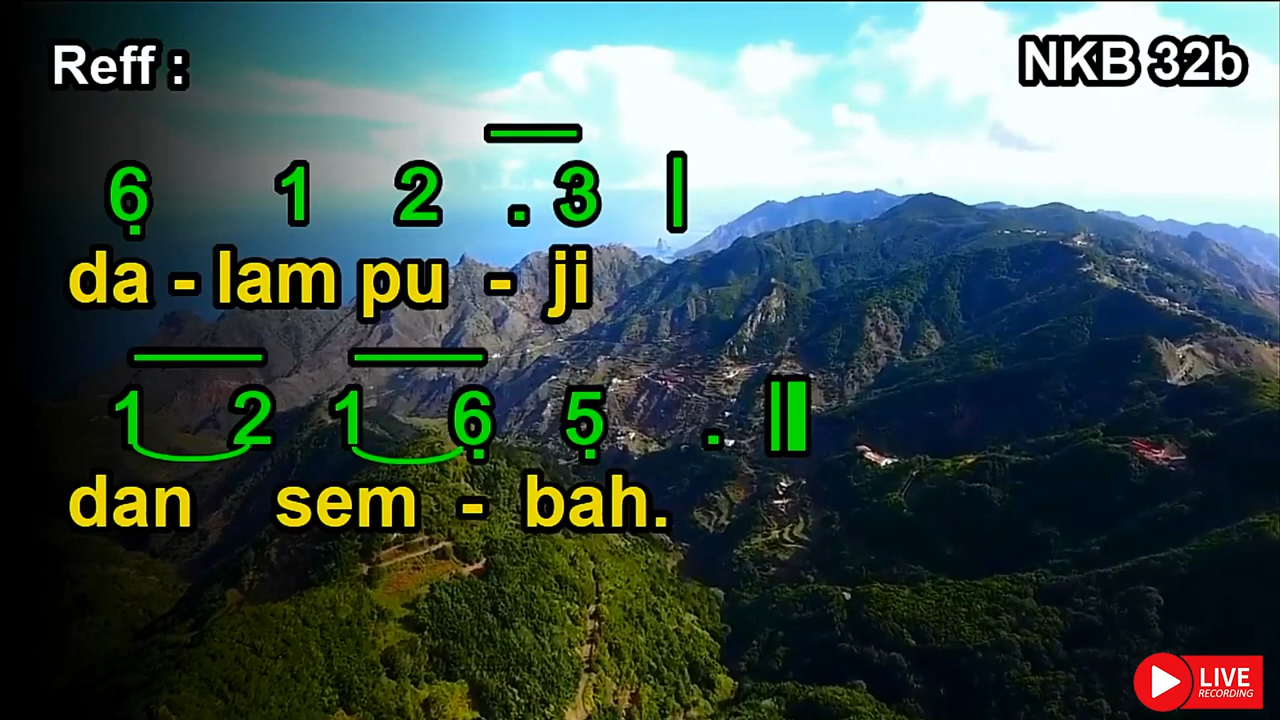 Reff :
NKB 32b
6̣ 1 2 . 3 |
da - lam pu - ji
1 2 1 6̣ 5̣ . ||
dan sem - bah.
LIVE
RECORDING